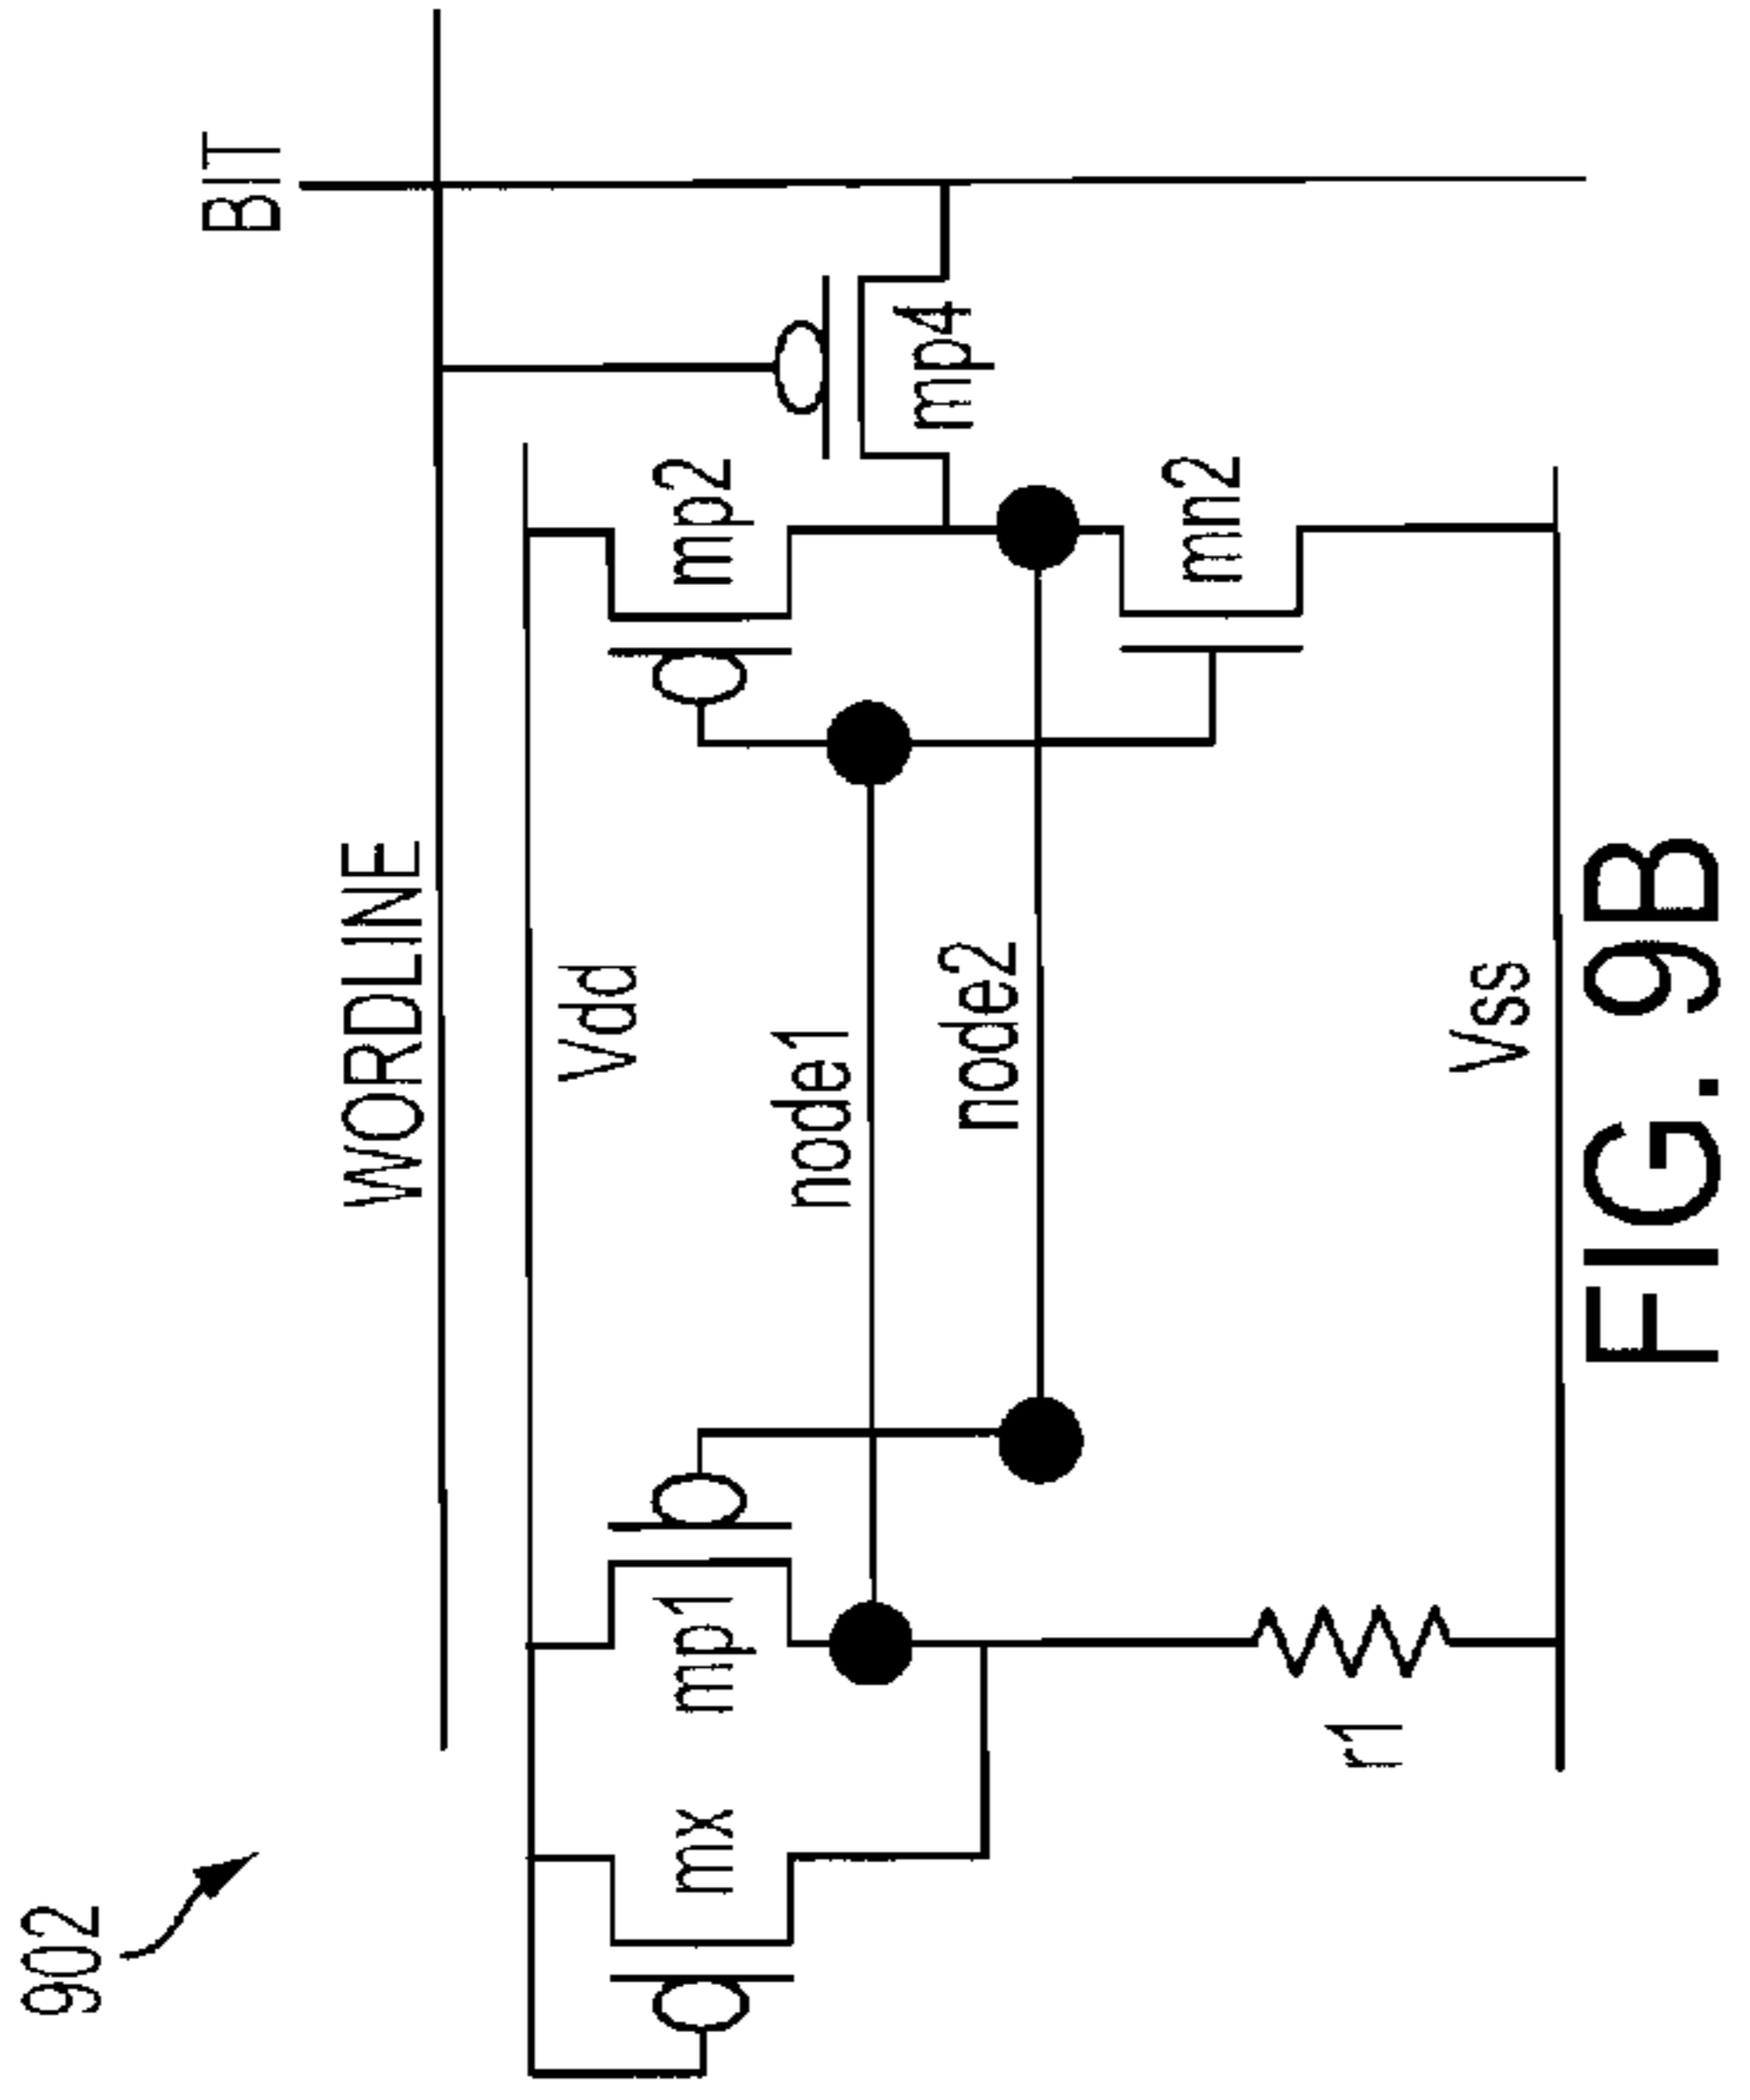 902
BIT
WORDLINE
Vdd
mx
mp1
mp2
mp4
node1
node2
mn2
r1
Vss
FIG. 9B